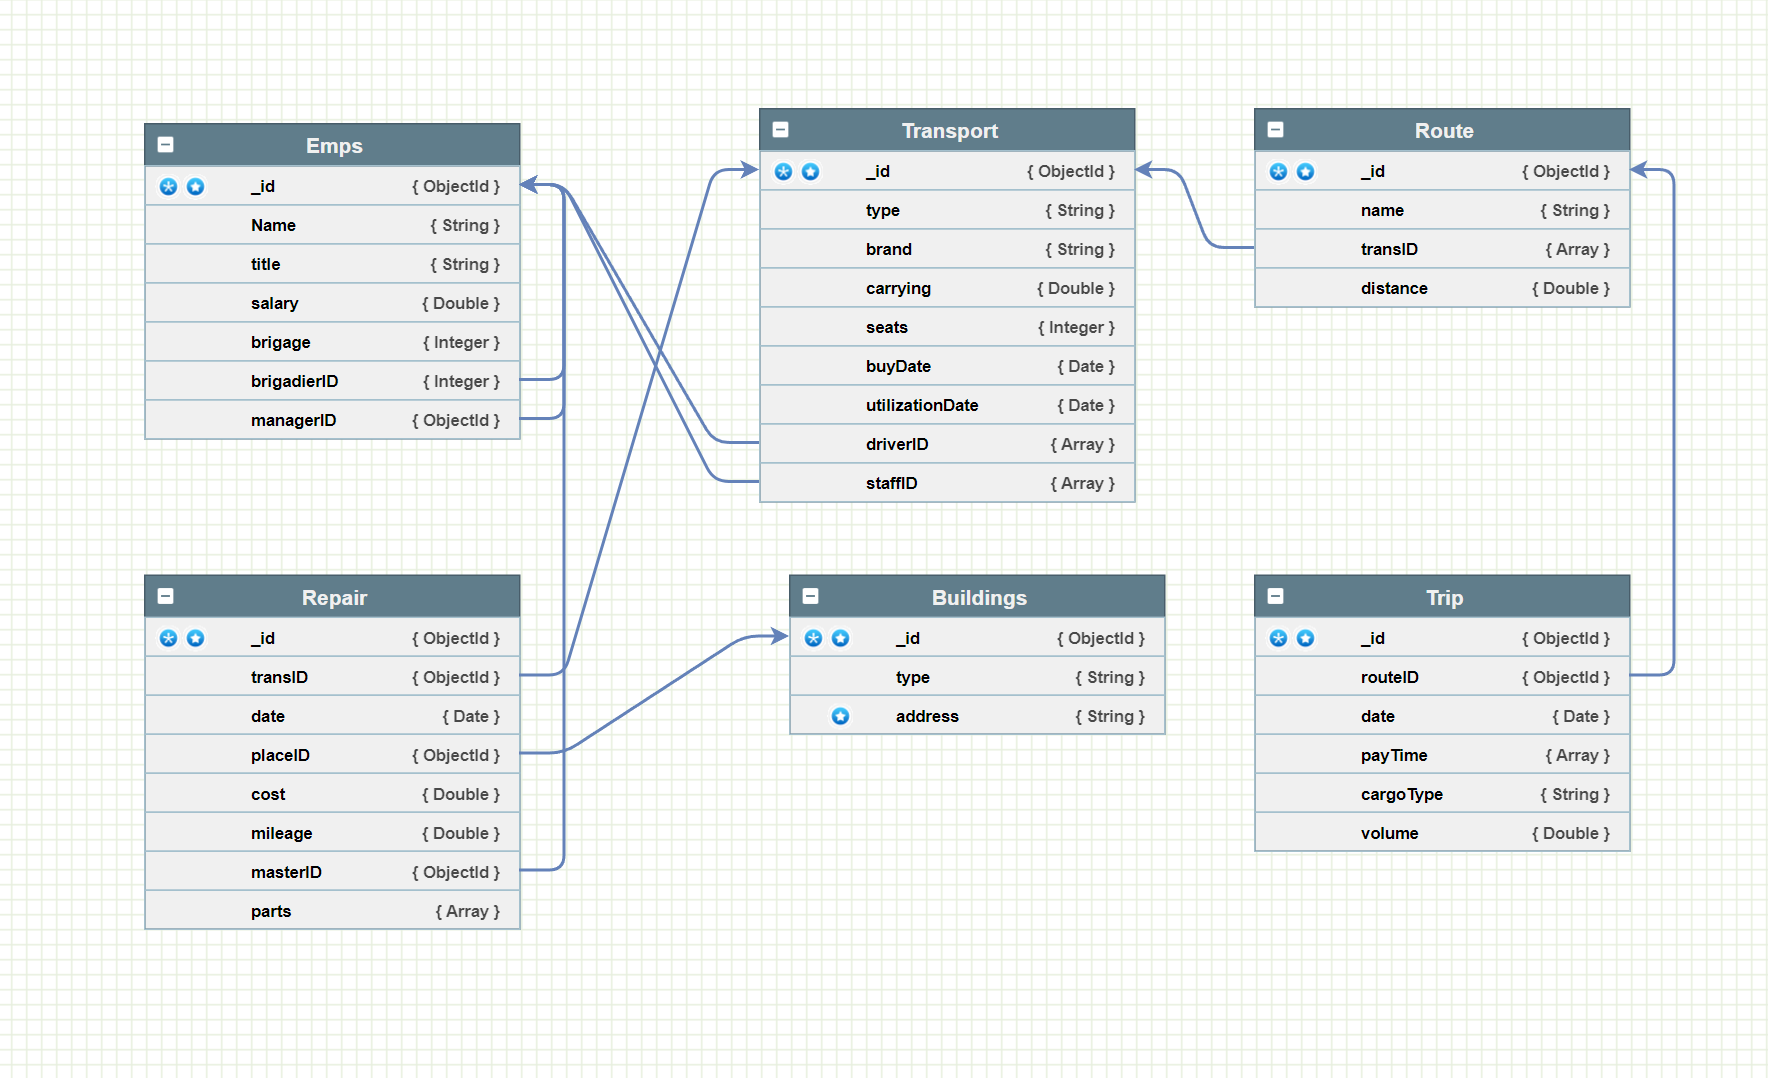 Emps
_id { ObjectId }
Name { String }
title { String }
salary { Double }
brigage { Integer }
brigadierID { Integer }
managerID { ObjectId }
Transport
_id { ObjectId }
type { String }
brand { String }
carrying { Double }
seats { Integer }
buyDate { Date }
utilizationDate { Date }
driverID { Array }
staffID { Array }
Route
_id { ObjectId }
name { String }
transID { Array }
distance { Double }
Repair
_id { ObjectId }
transID { ObjectId }
date { Date }
placeID { ObjectId }
cost { Double }
mileage { Double }
masterID { ObjectId }
parts { Array }
Buildings
_id { ObjectId }
type { String }
address { String }
Trip
_id { ObjectId }
routeID { ObjectId }
date { Date }
payTime { Array }
cargoType { String }
volume { Double }